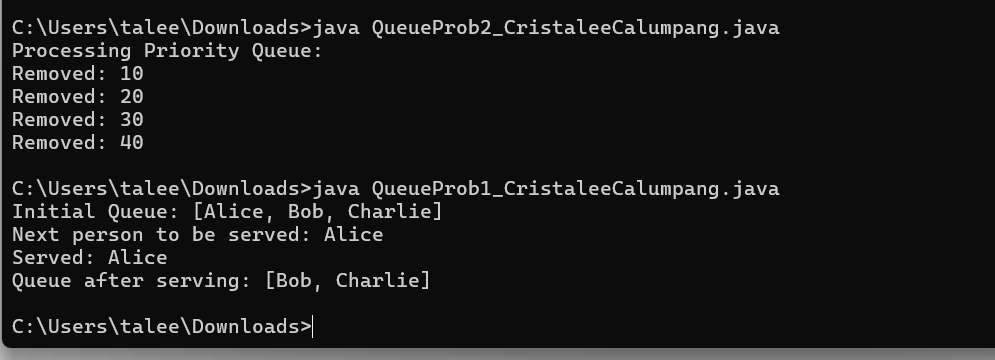 C:\Users\talee\Downloads>java QueueProb2_CristaleeCalumpang.java
Processing Priority Queue:
Removed: 10
Removed: 20
Removed: 30
Removed: 40
C:\Users\talee\Downloads>java QueueProb1_CristaleeCalumpang.java
Initial Queue: [Alice, Bob, Charlie]
Next person to be served: Alice
Served: Alice
Queue after serving: [Bob, Charlie]
C:\Users\talee\Downloads>